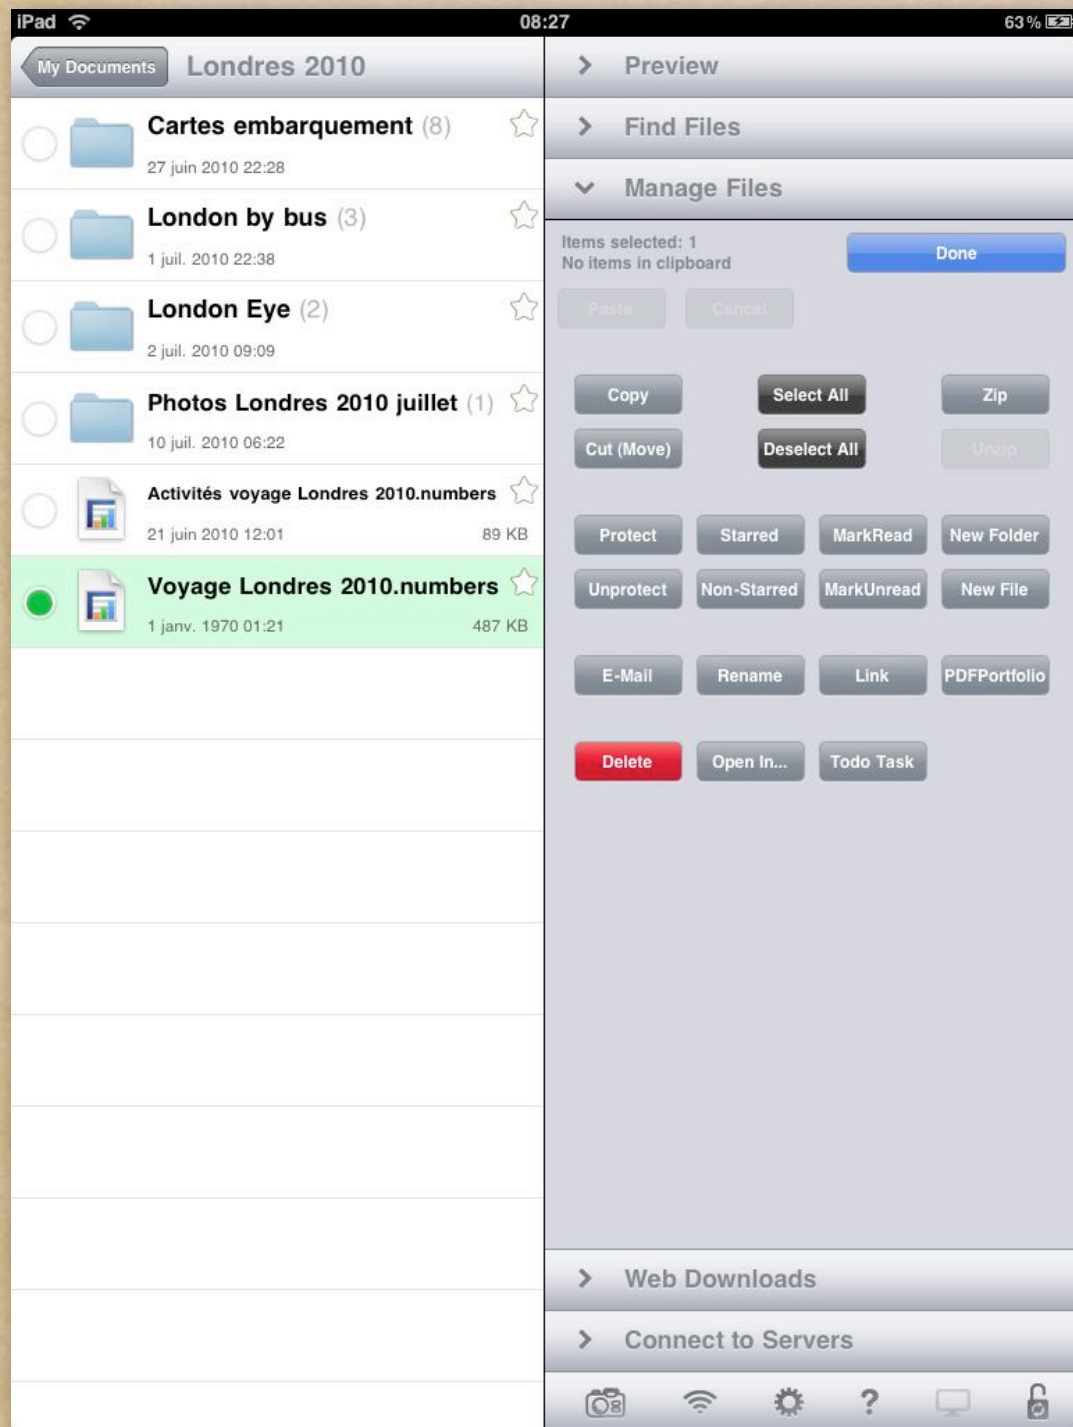 iPad 08:27 63%
My Documents Londres 2010
Cartes embarquement (8)
27 juin 2010 22:28
London by bus (3)
1 juil. 2010 22:38
London Eye (2)
2 juil. 2010 09:09
Photos Londres 2010 juillet (1)
10 juil. 2010 06:22
Activités voyage Londres 2010.numbers
21 juin 2010 12:01 89 KB
Voyage Londres 2010.numbers
1 janv. 1970 01:21 487 KB
Preview
Find Files
Manage Files
Items selected: 1
No items in clipboard
Done
Paste Cancel
Copy Select All Zip
Cut (Move) Deselect All Unzip
Protect Starred MarkRead New Folder
Unprotect Non-Starred MarkUnread New File
E-Mail Rename Link PDFPortfolio
Delete Open In... Todo Task
Web Downloads
Connect to Servers
?